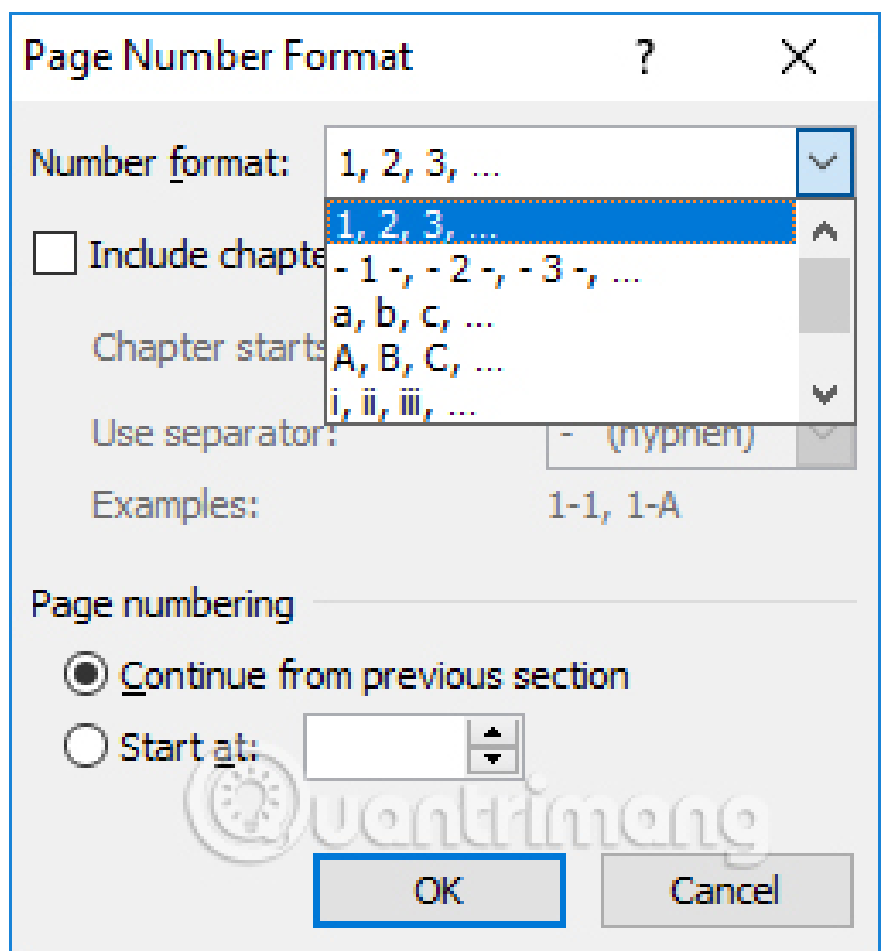 Page Number Format ? ×
Number format: 1, 2, 3, ...
1, 2, 3, ...
- 1 -, - 2 -, - 3 -, ...
a, b, c, ...
A, B, C, ...
i, ii, iii, ...
Include
Chapter starts
Use separator: - (hyphen)
Examples: 1-1, 1-A
Page numbering
Continue from previous section
Start at:
Quantrimang
OK Cancel